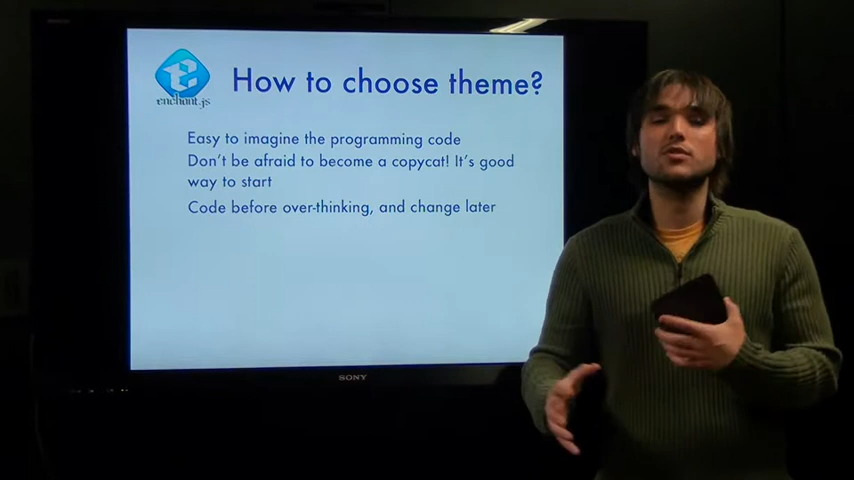 How to choose theme?
enchant.js
Easy to imagine the programming code
Don't be afraid to become a copycat! It's good
way to start
Code before over-thinking, and change later
SONY